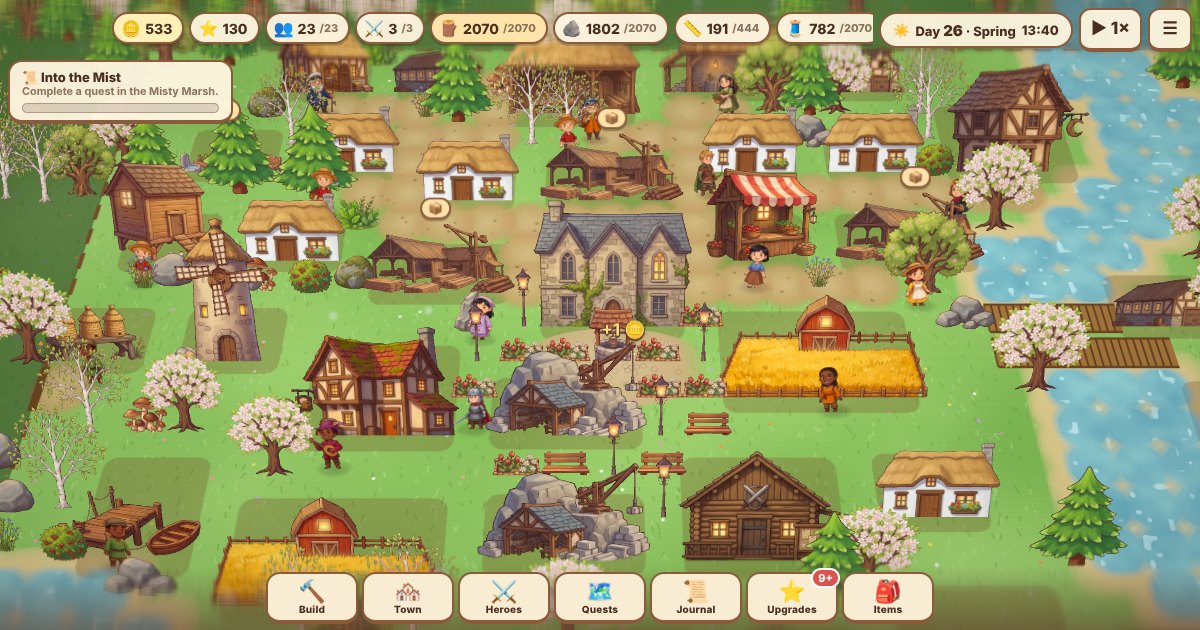 533
130
23 /23
3 /3
2070 /2070
1802 /2070
191 /444
782 /2070
Day 26 · Spring 13:40
1×
Into the Mist
Complete a quest in the Misty Marsh.
+1
Build
Town
Heroes
Quests
Journal
9+
Upgrades
Items